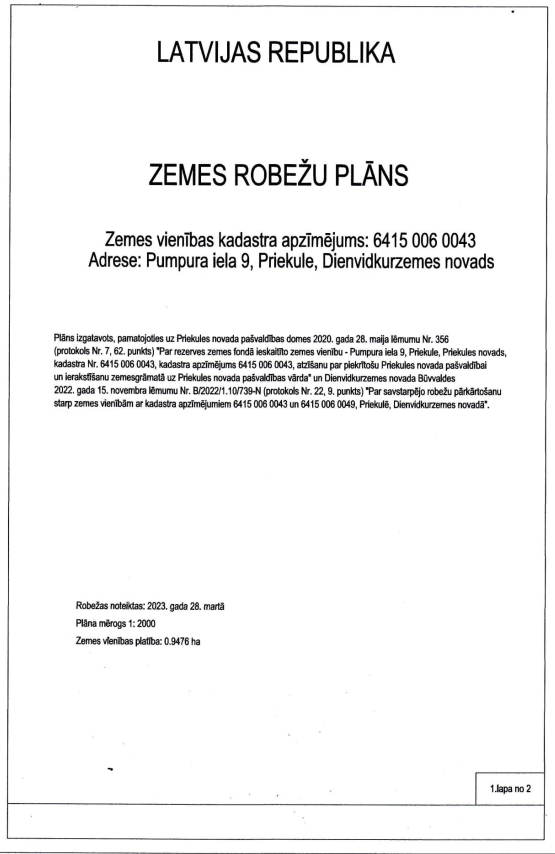 LATVIJAS REPUBLIKA
ZEMES ROBEŽU PLĀNS
Zemes vienības kadastra apzīmējums: 6415 006 0043
Adrese: Pumpura iela 9, Priekule, Dienvidkurzemes novads
Plāns izgatavots, pamatojoties uz Priekules novada pašvaldības domes 2020. gada 28. maija lēmumu Nr. 356
(protokols Nr. 7, 62. punkts) "Par rezerves zemes fondā ieskaitīto zemes vienību - Pumpura iela 9, Priekule, Priekules novads,
kadastra Nr. 6415 006 0043, kadastra apzīmējums 6415 006 0043, atzīšanu par piekrītošu Priekules novada pašvaldībai
un ierakstīšanu zemesgrāmatā uz Priekules novada pašvaldības vārda" un Dienvidkurzemes novada Būvvaldes
2022. gada 15. novembra lēmumu Nr. B/2022/1.10/739-N (protokols Nr. 22, 9. punkts) "Par savstarpējo robežu pārkārtošanu
starp zemes vienībām ar kadastra apzīmējumiem 6415 006 0043 un 6415 006 0049, Priekulē, Dienvidkurzemes novadā".
Robežas noteiktas: 2023. gada 28. martā
Plāna mērogs 1: 2000
Zemes vienības platība: 0.9476 ha
1.lapa no 2